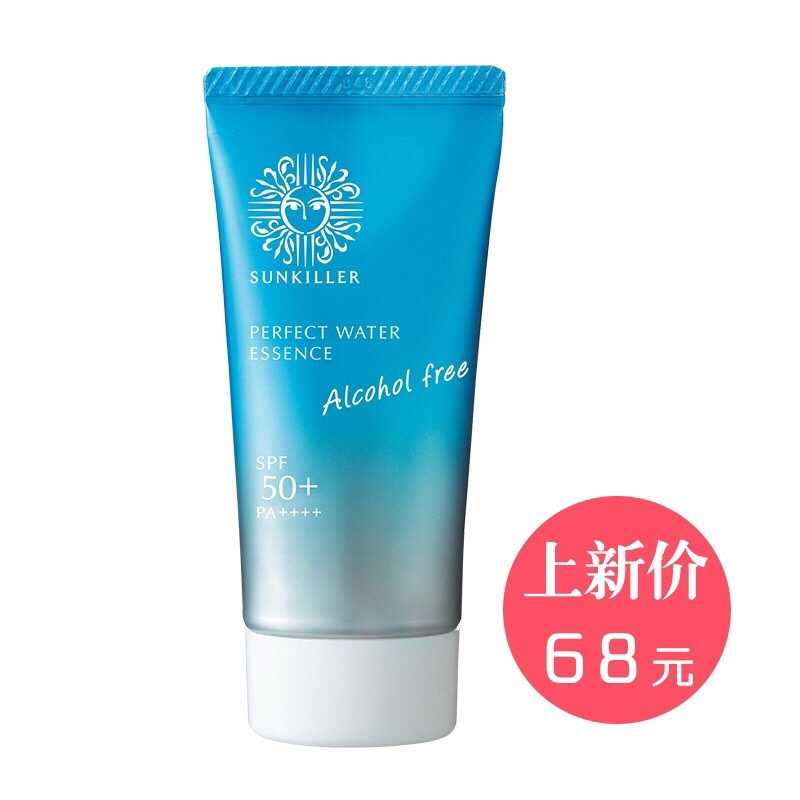 SUNKILLER
PERFECT WATER
ESSENCE
Alcohol free
SPF
50+
PA++++
上新价
68元